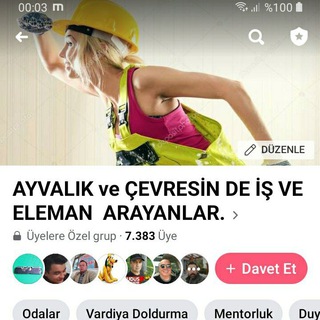 00:03 m
%100
DÜZENLE
AYVALIK ve ÇEVRESİN DE İŞ VE
ELEMAN ARAYANLAR. >
Üyelere Özel grup · 7.383 Üye
+ Davet Et
Odalar Vardiya Doldurma Mentorluk Duy